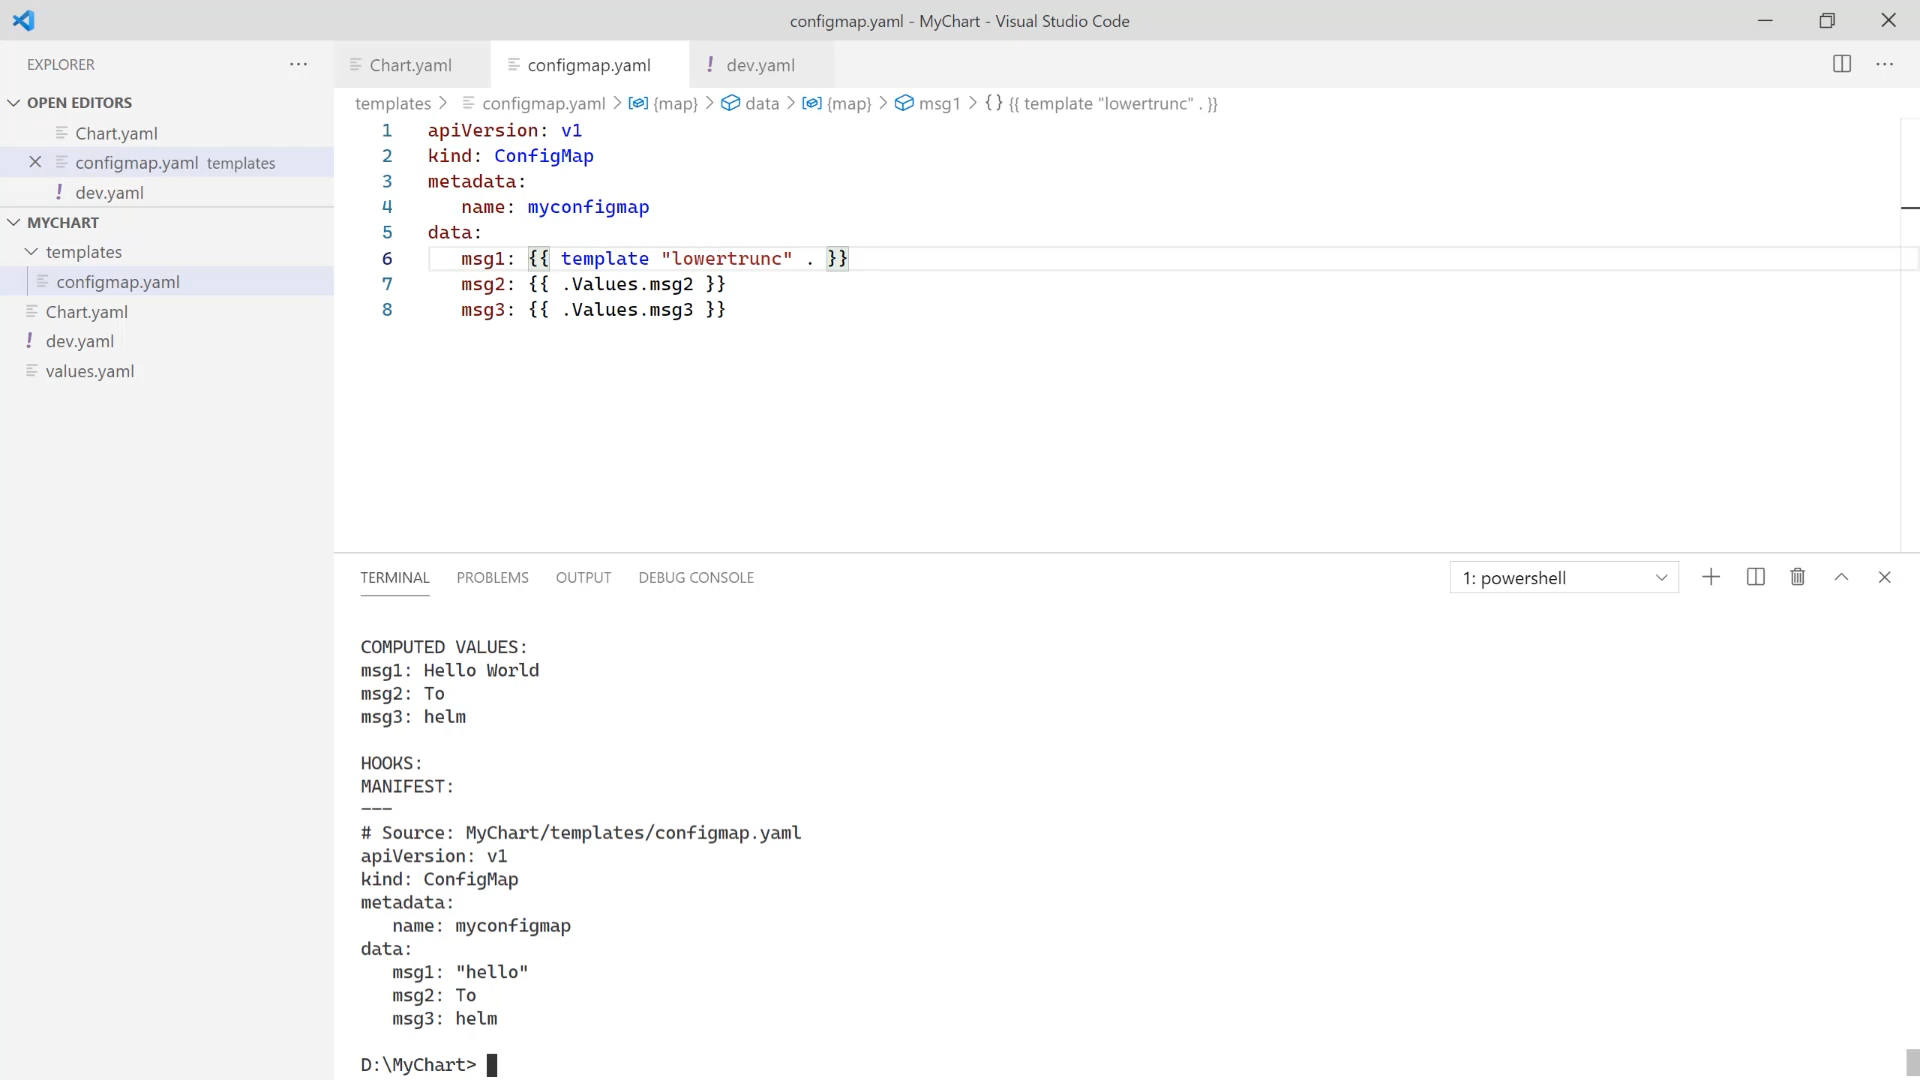 configmap.yaml - MyChart - Visual Studio Code
EXPLORER
OPEN EDITORS
Chart.yaml
configmap.yaml templates
dev.yaml
MYCHART
templates
configmap.yaml
Chart.yaml
dev.yaml
values.yaml
Chart.yaml
configmap.yaml
! dev.yaml
templates > configmap.yaml > {map} > data > {map} > msg1 > {} {{ template "lowertrunc" . }}
1 apiVersion: v1
2 kind: ConfigMap
3 metadata:
4    name: myconfigmap
5 data:
6    msg1: {{ template "lowertrunc" . }}
7    msg2: {{ .Values.msg2 }}
8    msg3: {{ .Values.msg3 }}
TERMINAL PROBLEMS OUTPUT DEBUG CONSOLE
1: powershell
COMPUTED VALUES:
msg1: Hello World
msg2: To
msg3: helm
HOOKS:
MANIFEST:
---
# Source: MyChart/templates/configmap.yaml
apiVersion: v1
kind: ConfigMap
metadata:
   name: myconfigmap
data:
   msg1: "hello"
   msg2: To
   msg3: helm
D:\MyChart>